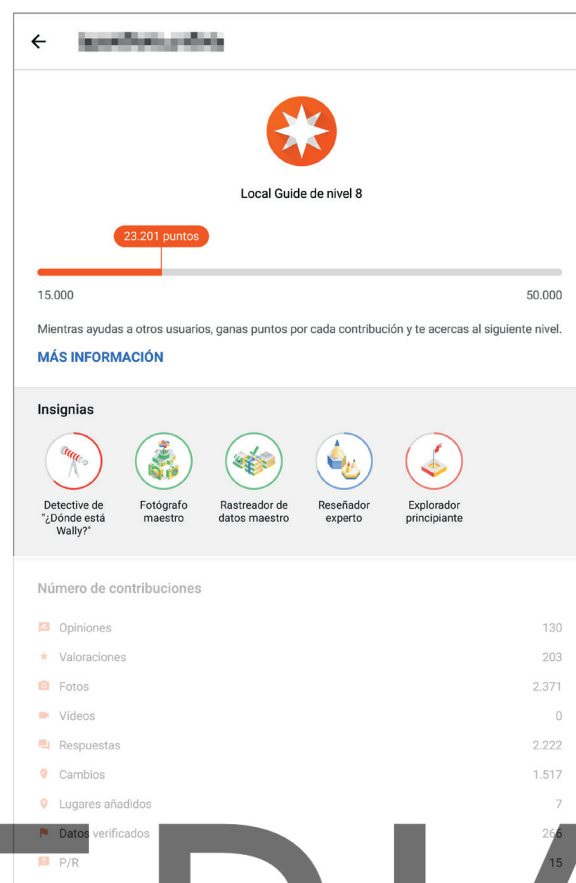 Local Guide de nivel 8
23.201 puntos
15.000 50.000
Mientras ayudas a otros usuarios, ganas puntos por cada contribución y te acercas al siguiente nivel.
MÁS INFORMACIÓN
Insignias
Detective de
"¿Dónde está
Wally?"
Fotógrafo
maestro
Rastreador de
datos maestro
Reseñador
experto
Explorador
principiante
Número de contribuciones
Opiniones 130
Valoraciones 203
Fotos 2.371
Vídeos 0
Respuestas 2.222
Cambios 1.517
Lugares añadidos 7
Datos verificados 266
P/R 15